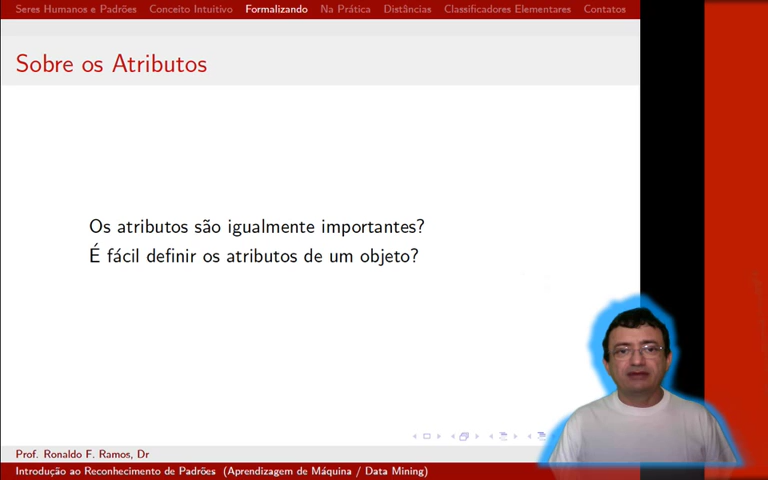 Seres Humanos e Padrões Conceito Intuitivo Formalizando Na Prática Distâncias Classificadores Elementares Contatos
Sobre os Atributos
Os atributos são igualmente importantes?
É fácil definir os atributos de um objeto?
Prof. Ronaldo F. Ramos, Dr
Introdução ao Reconhecimento de Padrões (Aprendizagem de Máquina / Data Mining)